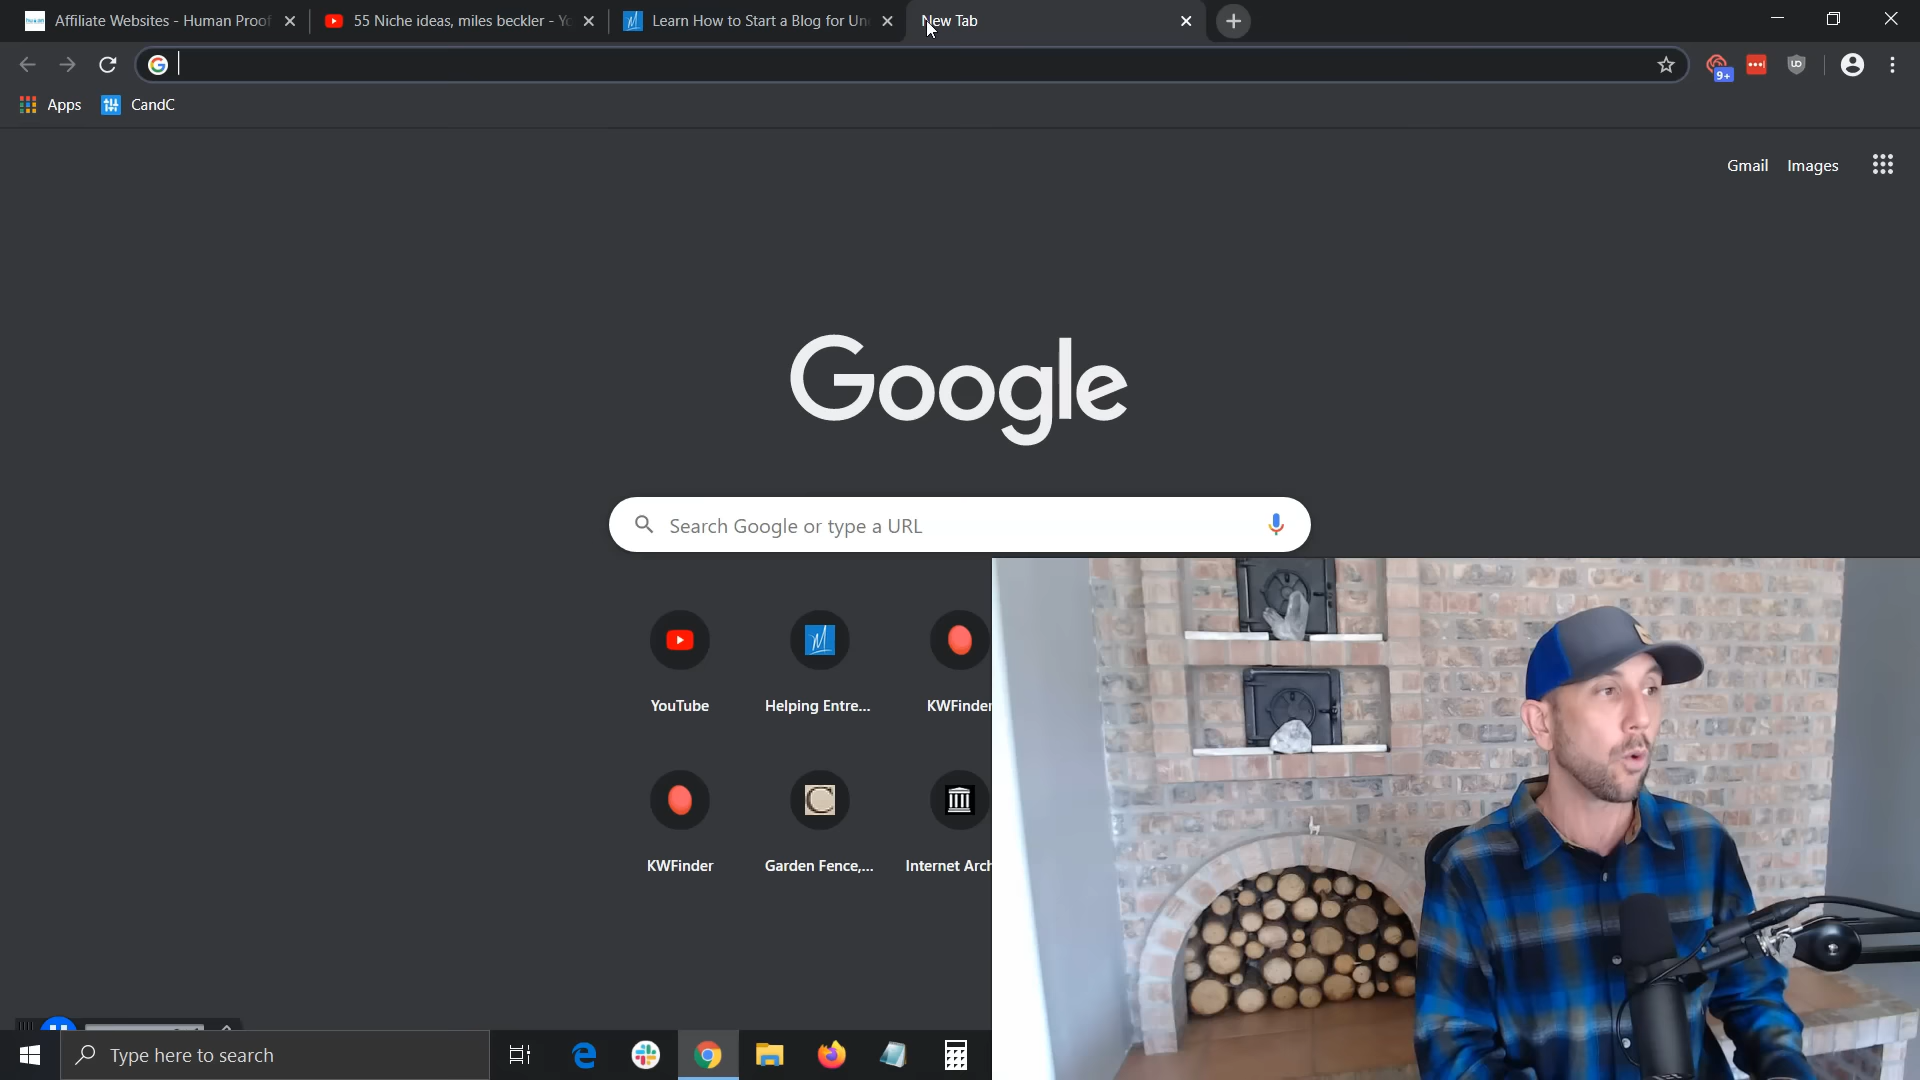 Affiliate Websites - Human Proof
55 Niche ideas, miles beckler - Yo
Learn How to Start a Blog for Un
New Tab
9+
Apps
CandC
Gmail
Images
Google
Search Google or type a URL
YouTube
Helping Entre...
KWFinder
KWFinder
Garden Fence,...
Internet Arch
Type here to search